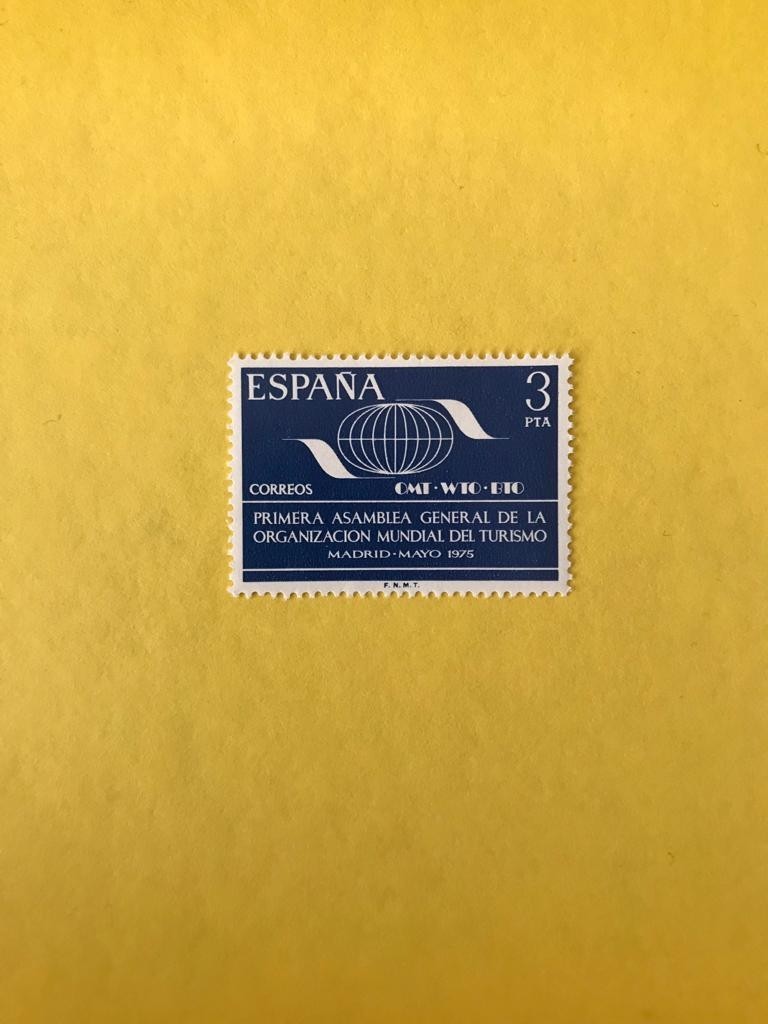 ESPAÑA
3
PTA
CORREOS
OMT·WTO·BTO
PRIMERA ASAMBLEA GENERAL DE LA
ORGANIZACION MUNDIAL DEL TURISMO
MADRID·MAYO 1975
F. N. M. T.